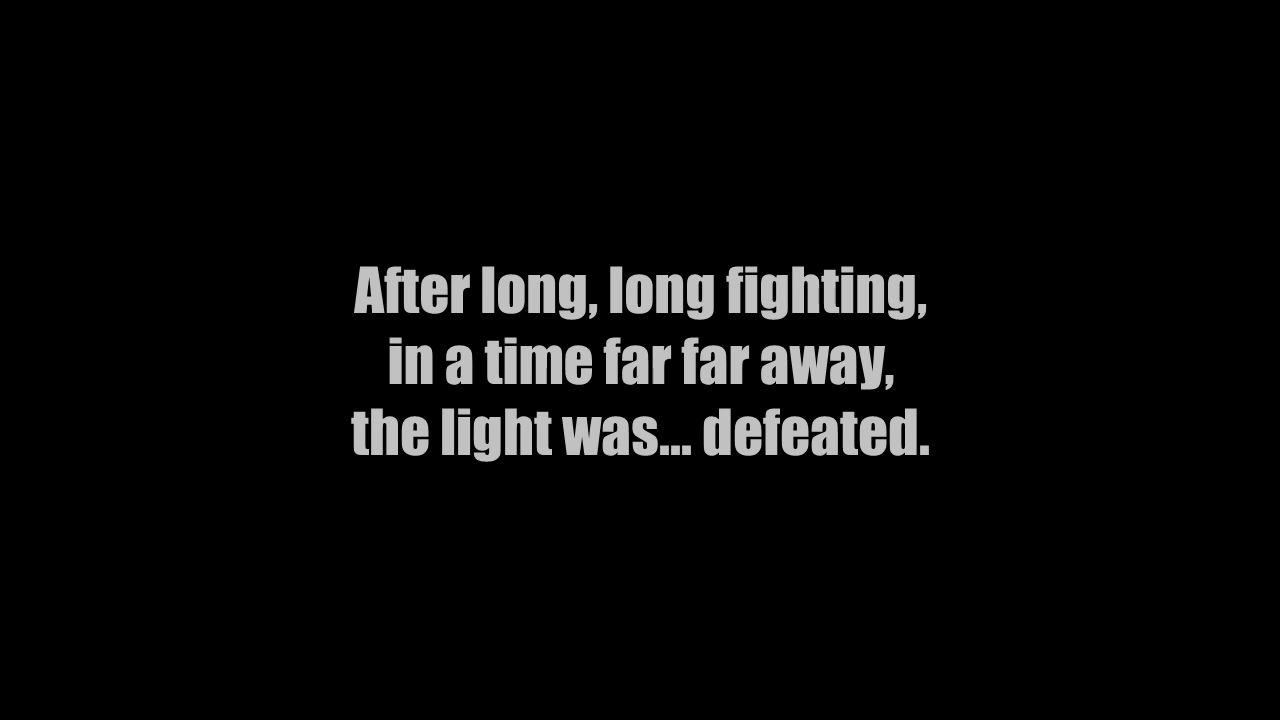 After long, long fighting,
in a time far far away,
the light was... defeated.